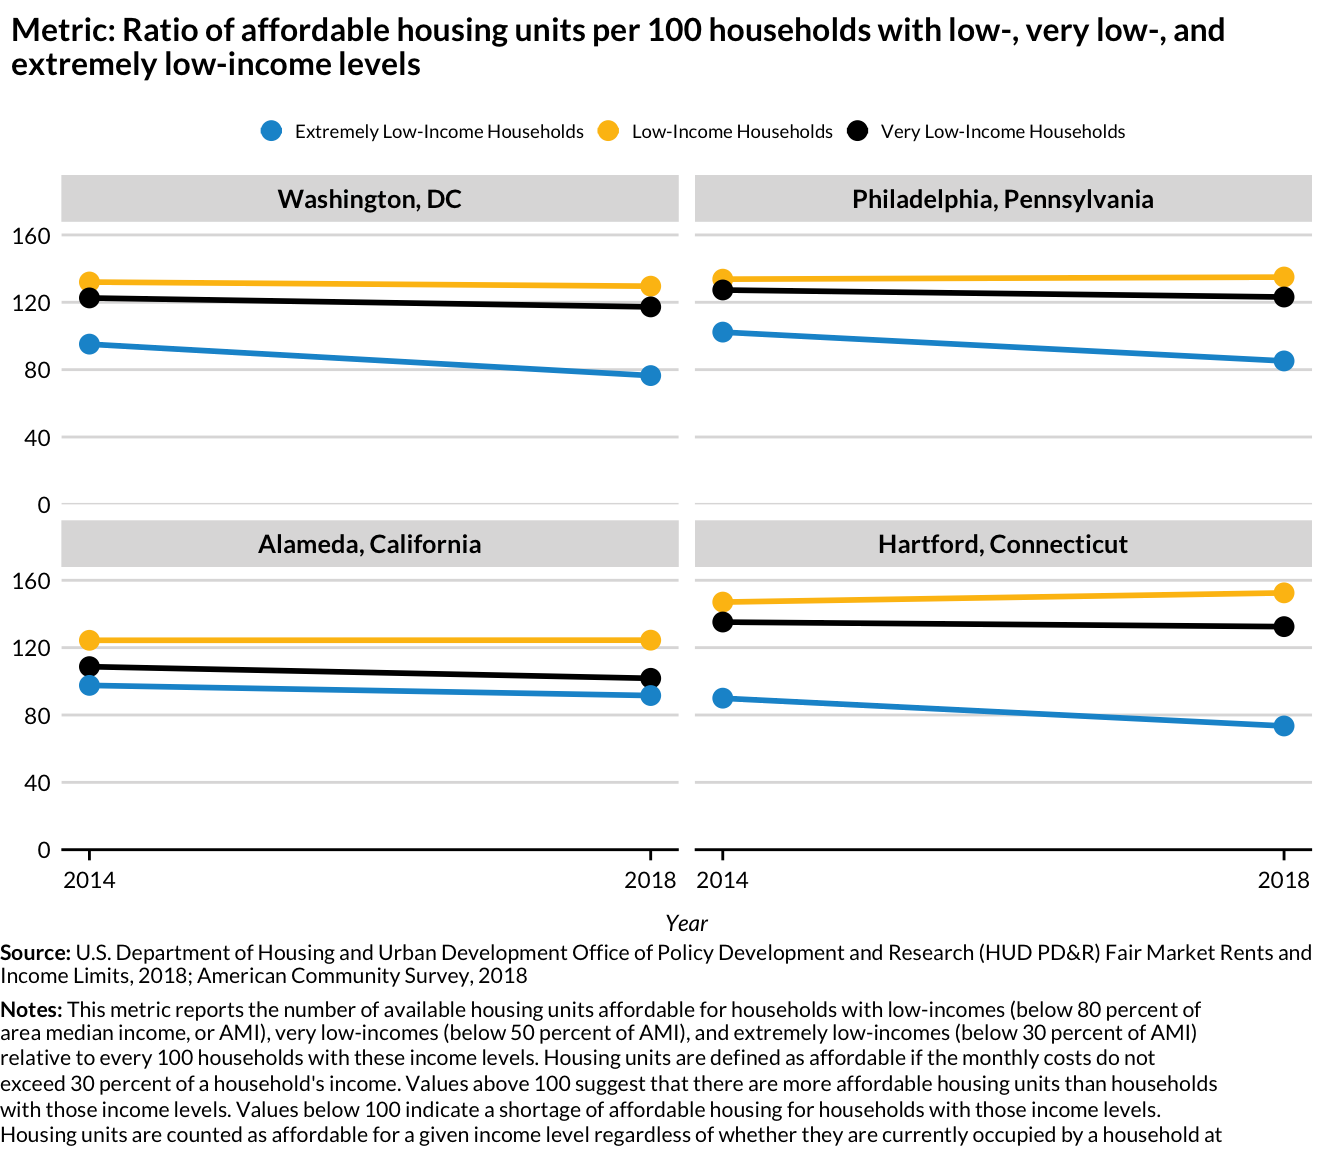 Metric: Ratio of affordable housing units per 100 households with low-, very low-, and
extremely low-income levels
Extremely Low-Income Households Low-Income Households Very Low-Income Households
Washington, DC
Philadelphia, Pennsylvania
160
120
80
40
0
Alameda, California
Hartford, Connecticut
160
120
80
40
0
2014 2018 2014 2018
Year
Source: U.S. Department of Housing and Urban Development Office of Policy Development and Research (HUD PD&R) Fair Market Rents and
Income Limits, 2018; American Community Survey, 2018
Notes: This metric reports the number of available housing units affordable for households with low-incomes (below 80 percent of
area median income, or AMI), very low-incomes (below 50 percent of AMI), and extremely low-incomes (below 30 percent of AMI)
relative to every 100 households with these income levels. Housing units are defined as affordable if the monthly costs do not
exceed 30 percent of a household's income. Values above 100 suggest that there are more affordable housing units than households
with those income levels. Values below 100 indicate a shortage of affordable housing for households with those income levels.
Housing units are counted as affordable for a given income level regardless of whether they are currently occupied by a household at